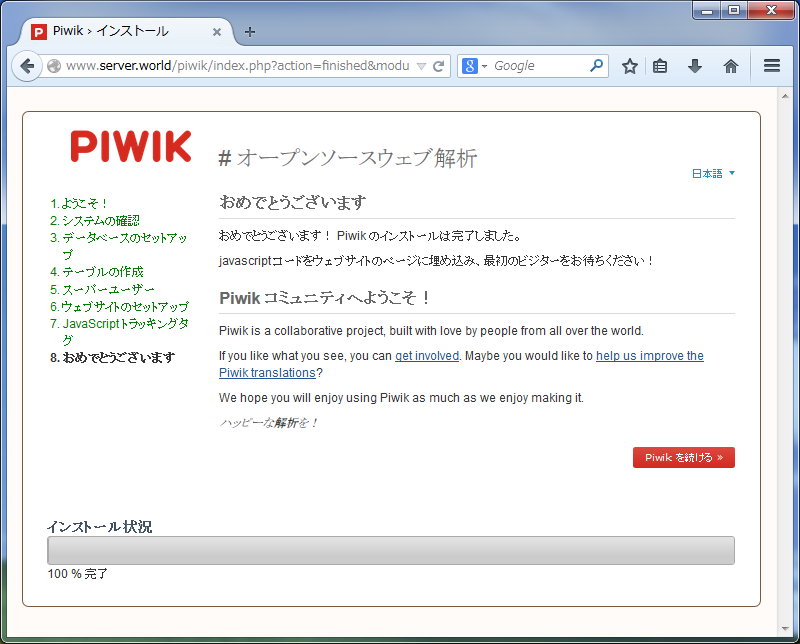 Piwik › インストール
www.server.world/piwik/index.php?action=finished&modu
Google
PIWIK
# オープンソースウェブ解析
日本語
1. ようこそ！
2. システムの確認
3. データベースのセットアッ
プ
4. テーブルの作成
5. スーパーユーザー
6. ウェブサイトのセットアップ
7. JavaScriptトラッキングタ
グ
8. おめでとうございます
おめでとうございます
おめでとうございます！ Piwik のインストールは完了しました。
javascriptコードをウェブサイトのページに埋め込み、最初のビジターをお待ちください！
Piwik コミュニティへようこそ！
Piwik is a collaborative project, built with love by people from all over the world.
If you like what you see, you can get involved. Maybe you would like to help us improve the
Piwik translations?
We hope you will enjoy using Piwik as much as we enjoy making it.
ハッピーな解析を！
Piwik を続ける »
インストール状況
100 % 完了